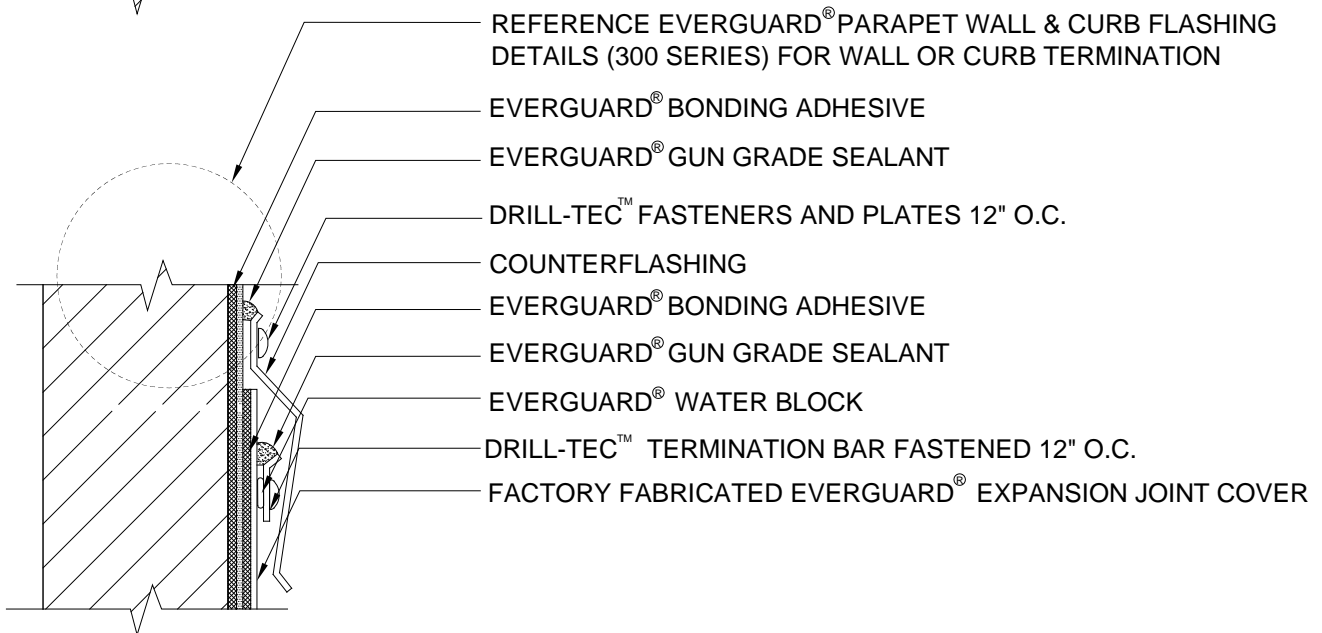 REFERENCE EVERGUARD® PARAPET WALL & CURB FLASHING
DETAILS (300 SERIES) FOR WALL OR CURB TERMINATION
EVERGUARD® BONDING ADHESIVE
EVERGUARD® GUN GRADE SEALANT
DRILL-TEC™ FASTENERS AND PLATES 12" O.C.
COUNTERFLASHING
EVERGUARD® BONDING ADHESIVE
EVERGUARD® GUN GRADE SEALANT
EVERGUARD® WATER BLOCK
DRILL-TEC™ TERMINATION BAR FASTENED 12" O.C.
FACTORY FABRICATED EVERGUARD® EXPANSION JOINT COVER